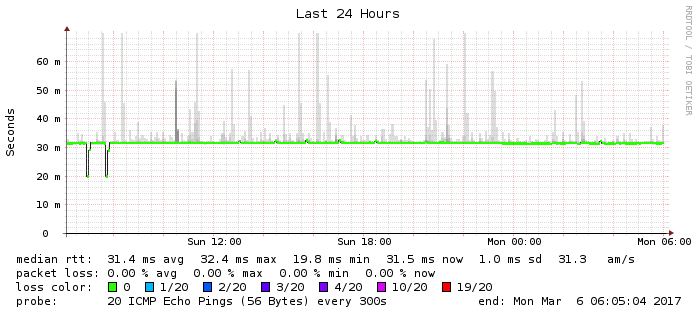 Last 24 Hours
RRDTOOL / TOBI OETIKER
Seconds
60 m
50 m
40 m
30 m
20 m
10 m
0
Sun 12:00 Sun 18:00 Mon 00:00 Mon 06:00
median rtt: 31.4 ms avg 32.4 ms max 19.8 ms min 31.5 ms now 1.0 ms sd 31.3 am/s
packet loss: 0.00 % avg 0.00 % max 0.00 % min 0.00 % now
loss color: 0 1/20 2/20 3/20 4/20 10/20 19/20
probe: 20 ICMP Echo Pings (56 Bytes) every 300s end: Mon Mar 6 06:05:04 2017